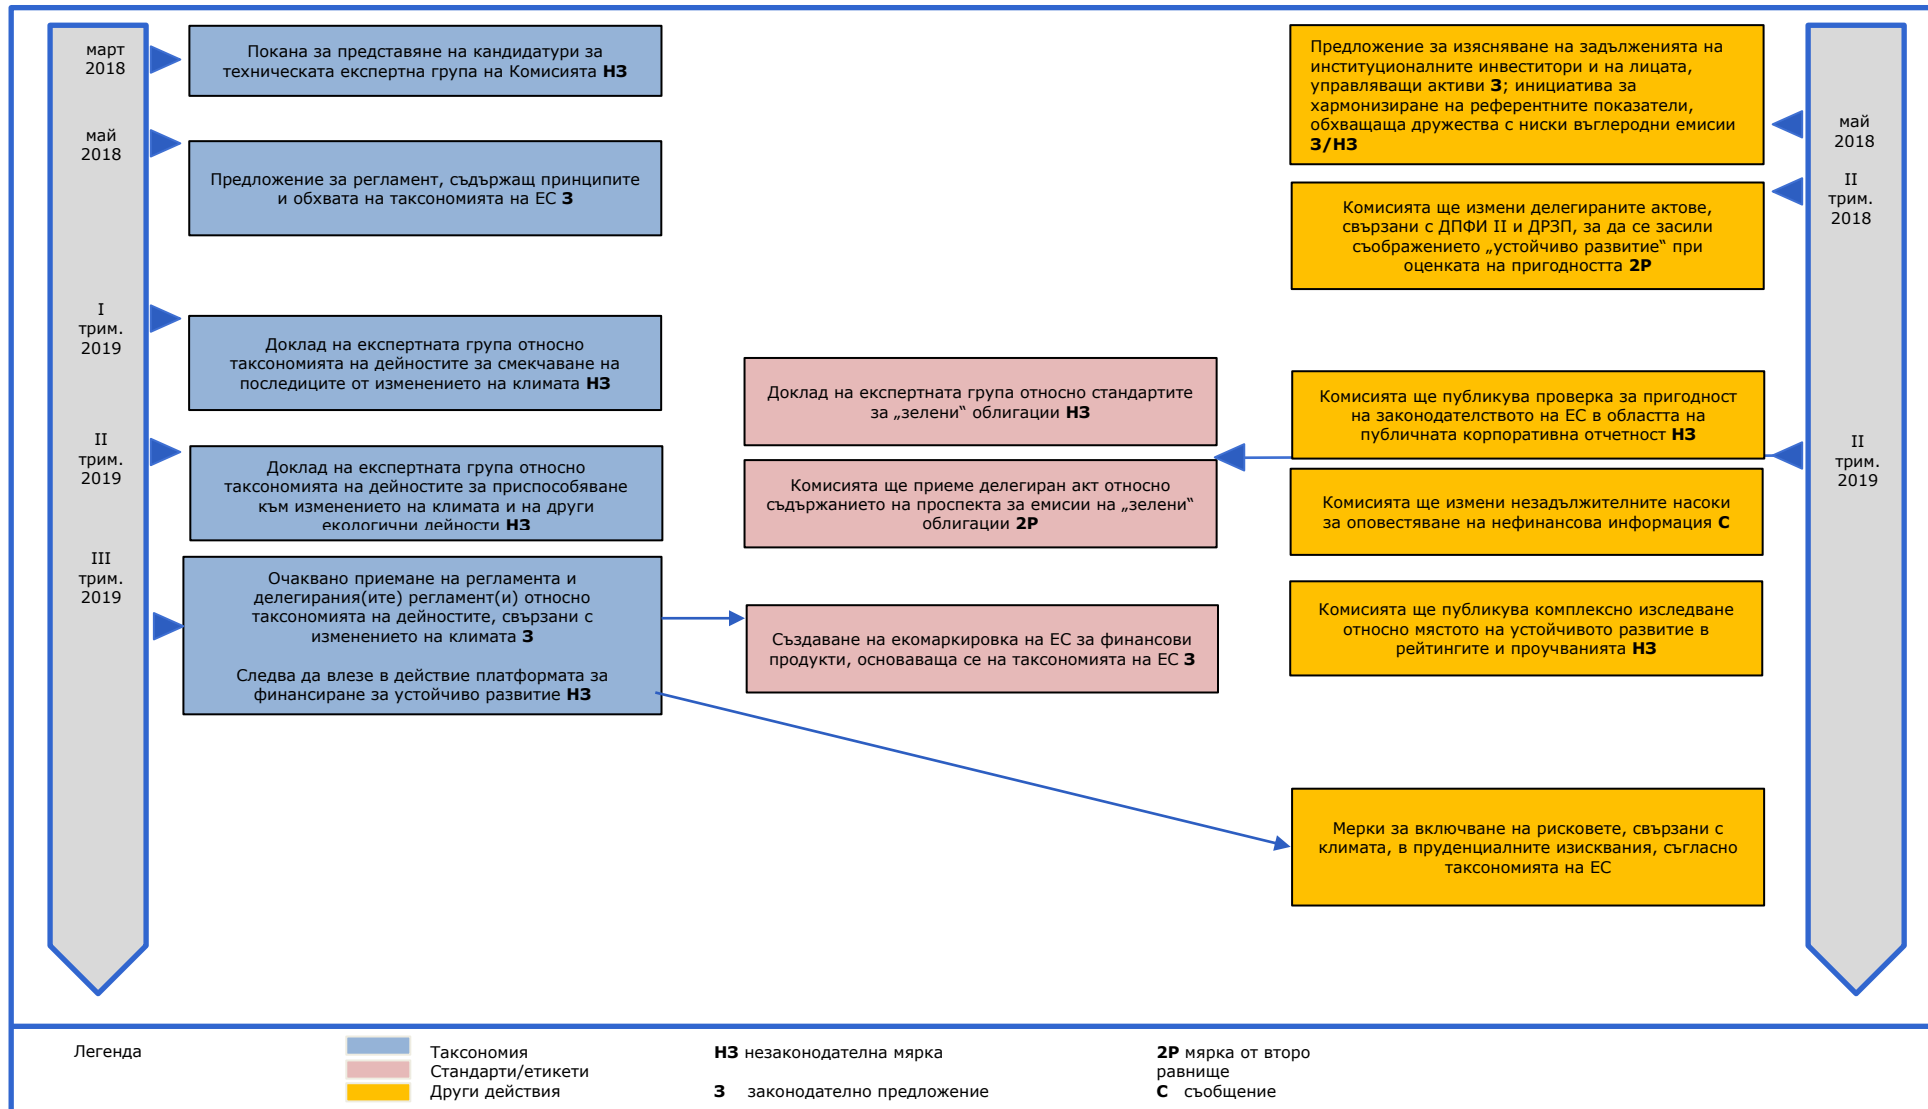 март
2018
Покана за представяне на кандидатури за
техническата експертна група на Комисията НЗ
май
2018
Предложение за регламент, съдържащ принципите
и обхвата на таксономията на ЕС З
I
трим.
2019
Доклад на експертната група относно
таксономията на дейностите за смекчаване на
последиците от изменението на климата НЗ
II
трим.
2019
Доклад на експертната група относно
таксономията на дейностите за приспособяване
към изменението на климата и на други
екологични дейности НЗ
III
трим.
2019
Очаквано приемане на регламента и
делегирания(ите) регламент(и) относно
таксономията на дейностите, свързани с
изменението на климата З
Следва да влезе в действие платформата за
финансиране за устойчиво развитие НЗ
Доклад на експертната група относно стандартите
за „зелени“ облигации НЗ
Комисията ще приеме делегиран акт относно
съдържанието на проспекта за емисии на „зелени“
облигации 2Р
Създаване на екомаркировка на ЕС за финансови
продукти, основаваща се на таксономията на ЕС З
Предложение за изясняване на задълженията на
институционалните инвеститори и на лицата,
управляващи активи З; инициатива за
хармонизиране на референтните показатели,
обхващаща дружества с ниски въглеродни емисии
З/НЗ
май
2018
Комисията ще измени делегираните актове,
свързани с ДПФИ II и ДРЗП, за да се засили
съображението „устойчиво развитие“ при
оценката на пригодността 2Р
II
трим.
2018
Комисията ще публикува проверка за пригодност
на законодателството на ЕС в областта на
публичната корпоративна отчетност НЗ
II
трим.
2019
Комисията ще измени незадължителните насоки
за оповестяване на нефинансова информация С
Комисията ще публикува комплексно изследване
относно мястото на устойчивото развитие в
рейтингите и проучванията НЗ
Мерки за включване на рисковете, свързани с
климата, в пруденциалните изисквания, съгласно
таксономията на ЕС
Легенда
Таксономия
Стандарти/етикети
Други действия
НЗ незаконодателна мярка
З законодателно предложение
2Р мярка от второ
равнище
С съобщение